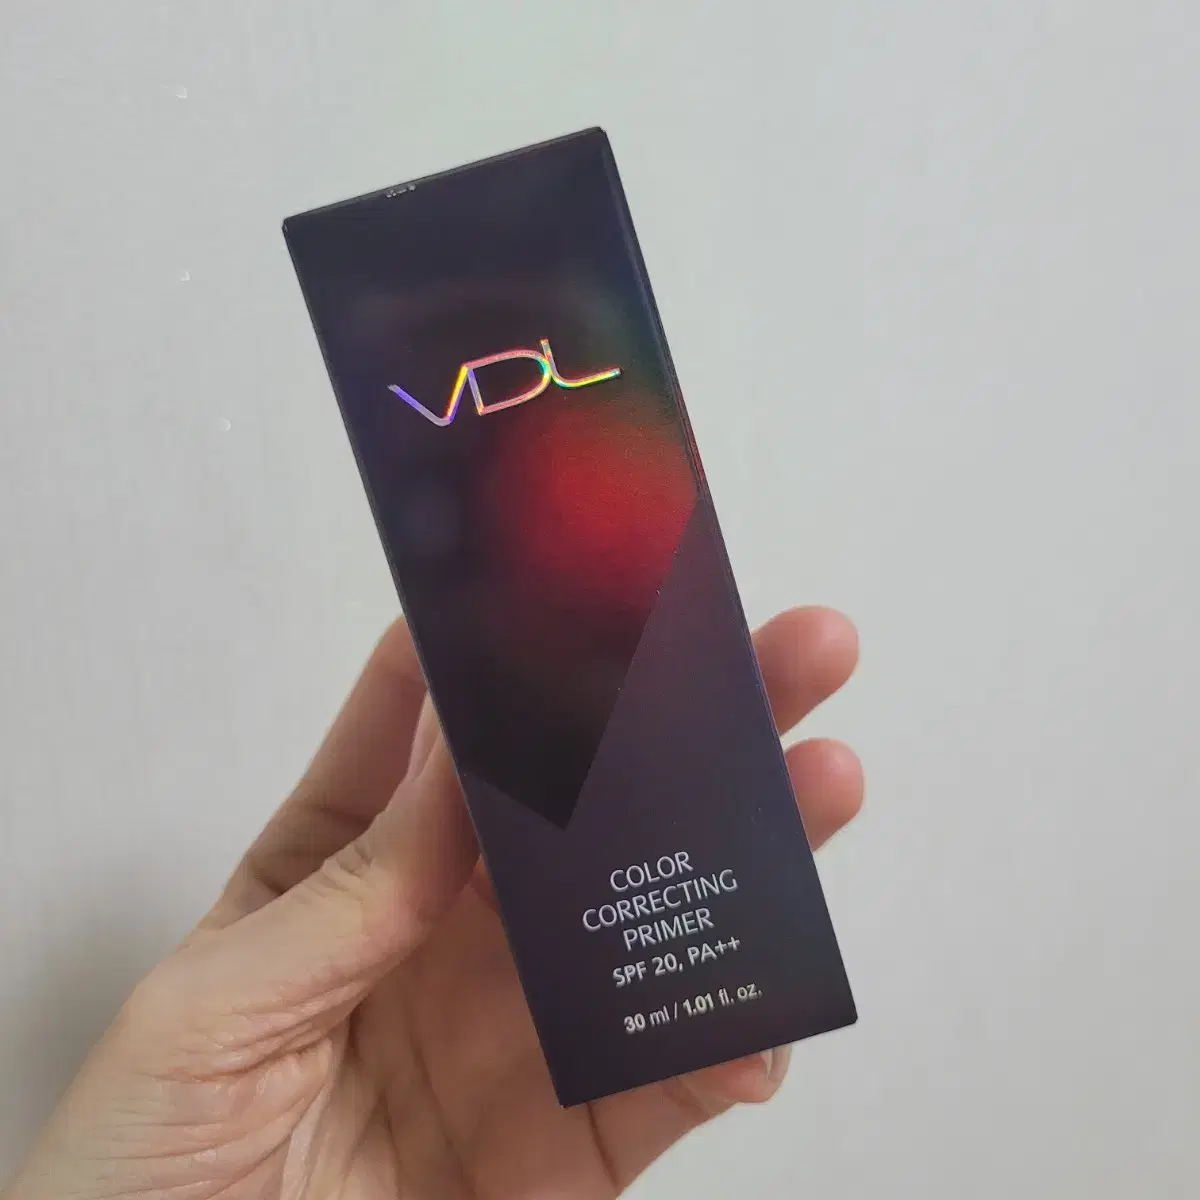 VDL
COLOR
CORRECTING
PRIMER
SPF 20, PA++
30 ml / 1.01 fl. oz.